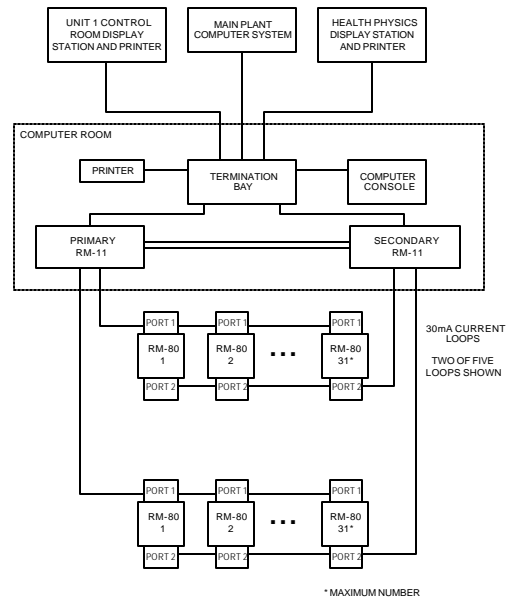 UNIT 1 CONTROL
ROOM DISPLAY
STATION AND PRINTER
MAIN PLANT
COMPUTER SYSTEM
HEALTH PHYSICS
DISPLAY STATION
AND PRINTER
COMPUTER ROOM
PRINTER
TERMINATION
BAY
COMPUTER
CONSOLE
PRIMARY
RM-11
SECONDARY
RM-11
PORT 1
PORT 1
PORT 1
RM-80
1
RM-80
2
...
RM-80
31*
PORT 2
PORT 2
PORT 2
30mA CURRENT
LOOPS
TWO OF FIVE
LOOPS SHOWN
PORT 1
PORT 1
PORT 1
RM-80
1
RM-80
2
...
RM-80
31*
PORT 2
PORT 2
PORT 2
* MAXIMUM NUMBER